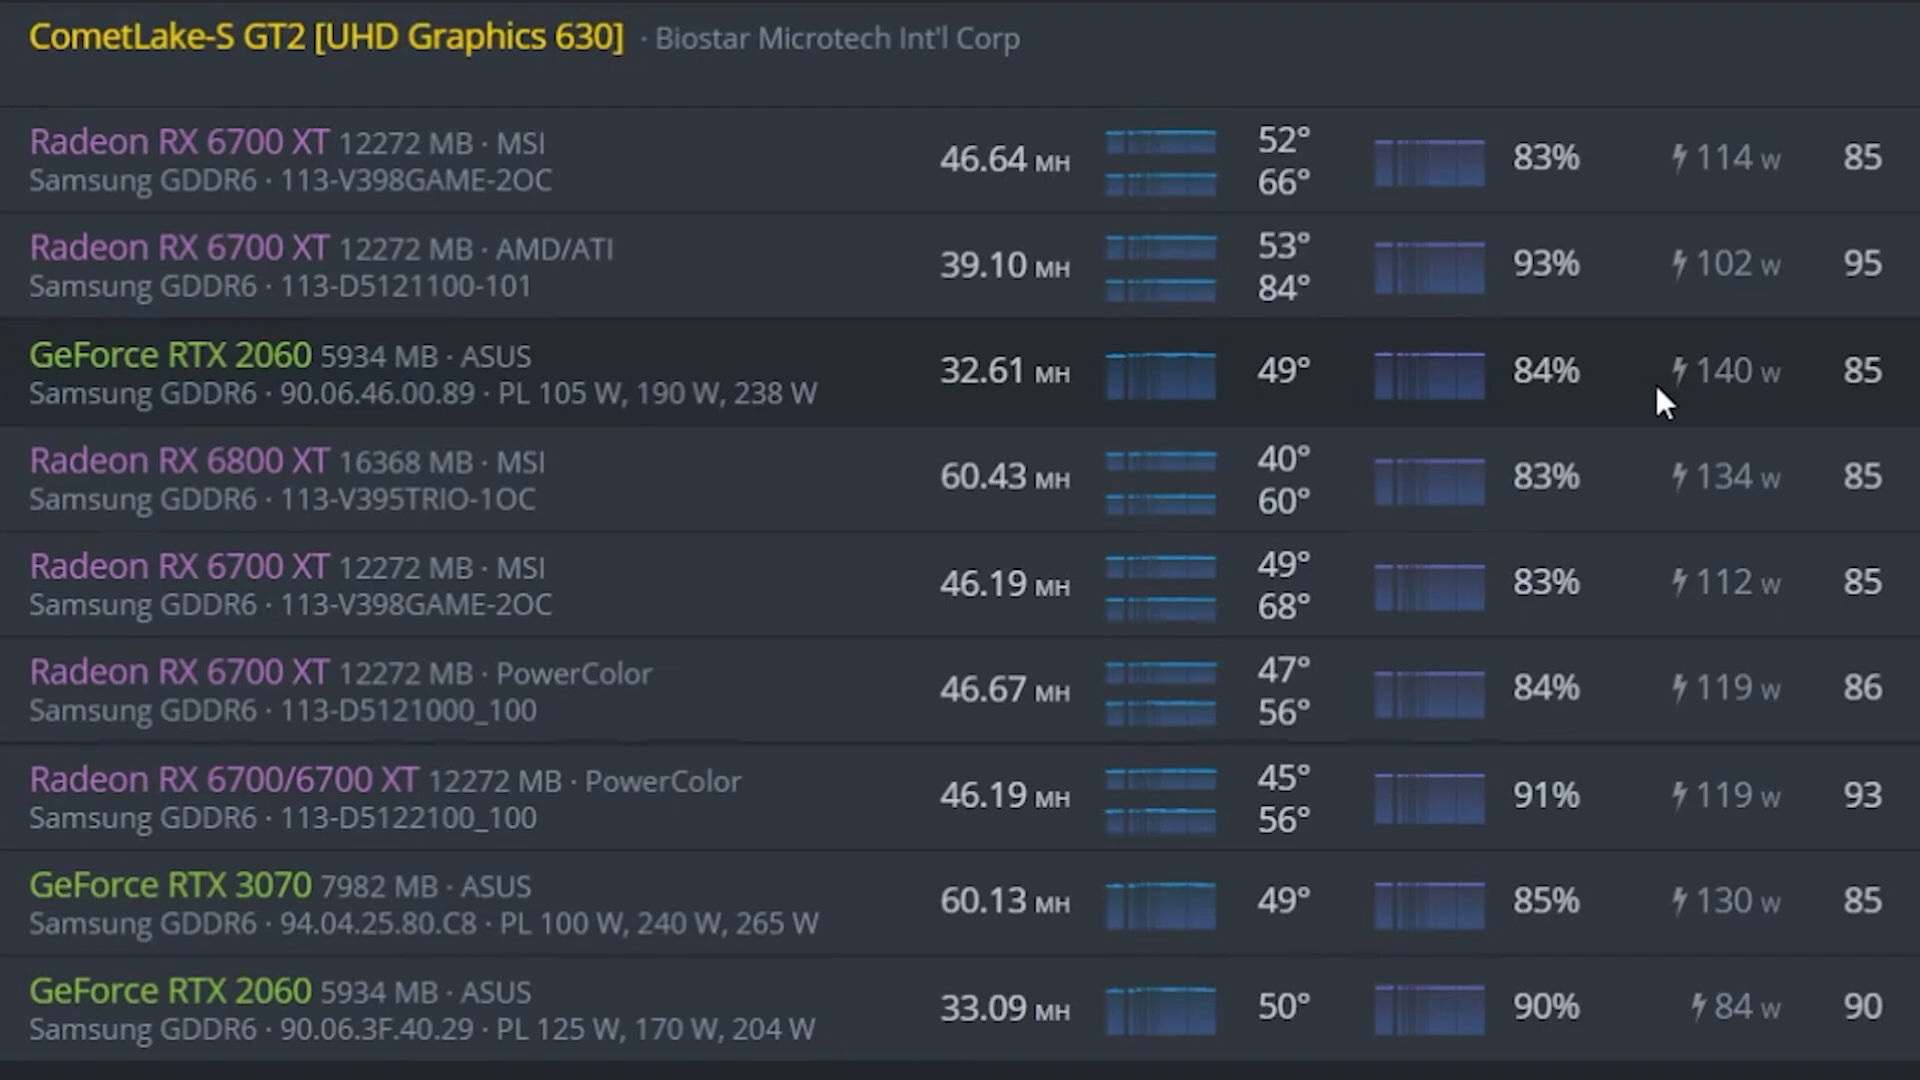 CometLake-S GT2 [UHD Graphics 630] · Biostar Microtech Int'l Corp
Radeon RX 6700 XT 12272 MB · MSI
Samsung GDDR6 · 113-V398GAME-2OC
46.64 MH 52° 66° 83% 114 W 85
Radeon RX 6700 XT 12272 MB · AMD/ATI
Samsung GDDR6 · 113-D5121100-101
39.10 MH 53° 84° 93% 102 W 95
GeForce RTX 2060 5934 MB · ASUS
Samsung GDDR6 · 90.06.46.00.89 · PL 105 W, 190 W, 238 W
32.61 MH 49° 84% 140 W 85
Radeon RX 6800 XT 16368 MB · MSI
Samsung GDDR6 · 113-V395TRIO-1OC
60.43 MH 40° 60° 83% 134 W 85
Radeon RX 6700 XT 12272 MB · MSI
Samsung GDDR6 · 113-V398GAME-2OC
46.19 MH 49° 68° 83% 112 W 85
Radeon RX 6700 XT 12272 MB · PowerColor
Samsung GDDR6 · 113-D5121000_100
46.67 MH 47° 56° 84% 119 W 86
Radeon RX 6700/6700 XT 12272 MB · PowerColor
Samsung GDDR6 · 113-D5122100_100
46.19 MH 45° 56° 91% 119 W 93
GeForce RTX 3070 7982 MB · ASUS
Samsung GDDR6 · 94.04.25.80.C8 · PL 100 W, 240 W, 265 W
60.13 MH 49° 85% 130 W 85
GeForce RTX 2060 5934 MB · ASUS
Samsung GDDR6 · 90.06.3F.40.29 · PL 125 W, 170 W, 204 W
33.09 MH 50° 90% 84 W 90